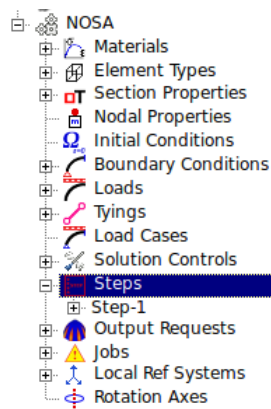 NOSA
Materials
Element Types
Section Properties
Nodal Properties
Initial Conditions
Boundary Conditions
Loads
Tyings
Load Cases
Solution Controls
Steps
Step-1
Output Requests
Jobs
Local Ref Systems
Rotation Axes